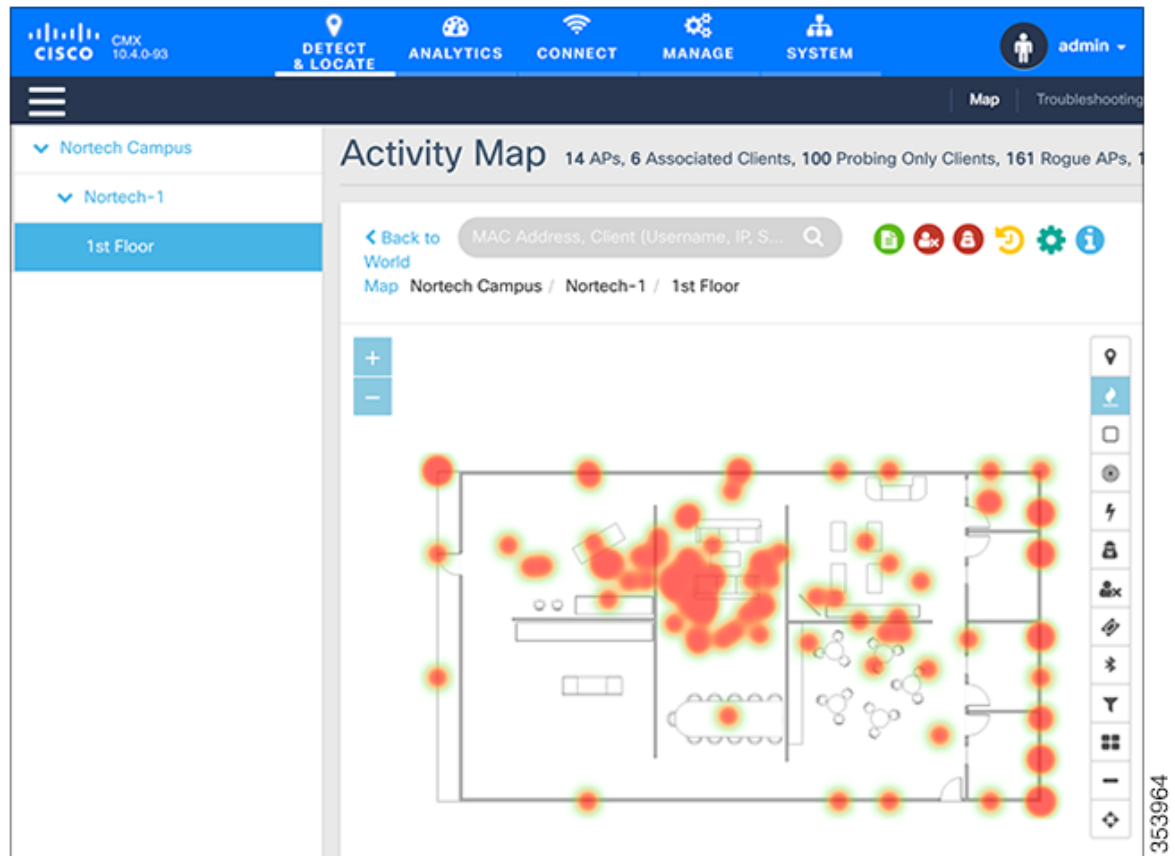 CISCO
CMX
10.4.0-93
DETECT
& LOCATE
ANALYTICS
CONNECT
MANAGE
SYSTEM
admin
Map
Troubleshooting
Nortech Campus
Nortech-1
1st Floor
Activity Map
14 APs, 6 Associated Clients, 100 Probing Only Clients, 161 Rogue APs, 1
Back to
World
Map
MAC Address, Client (Username, IP, S...
Nortech Campus / Nortech-1 / 1st Floor
+
−
353964